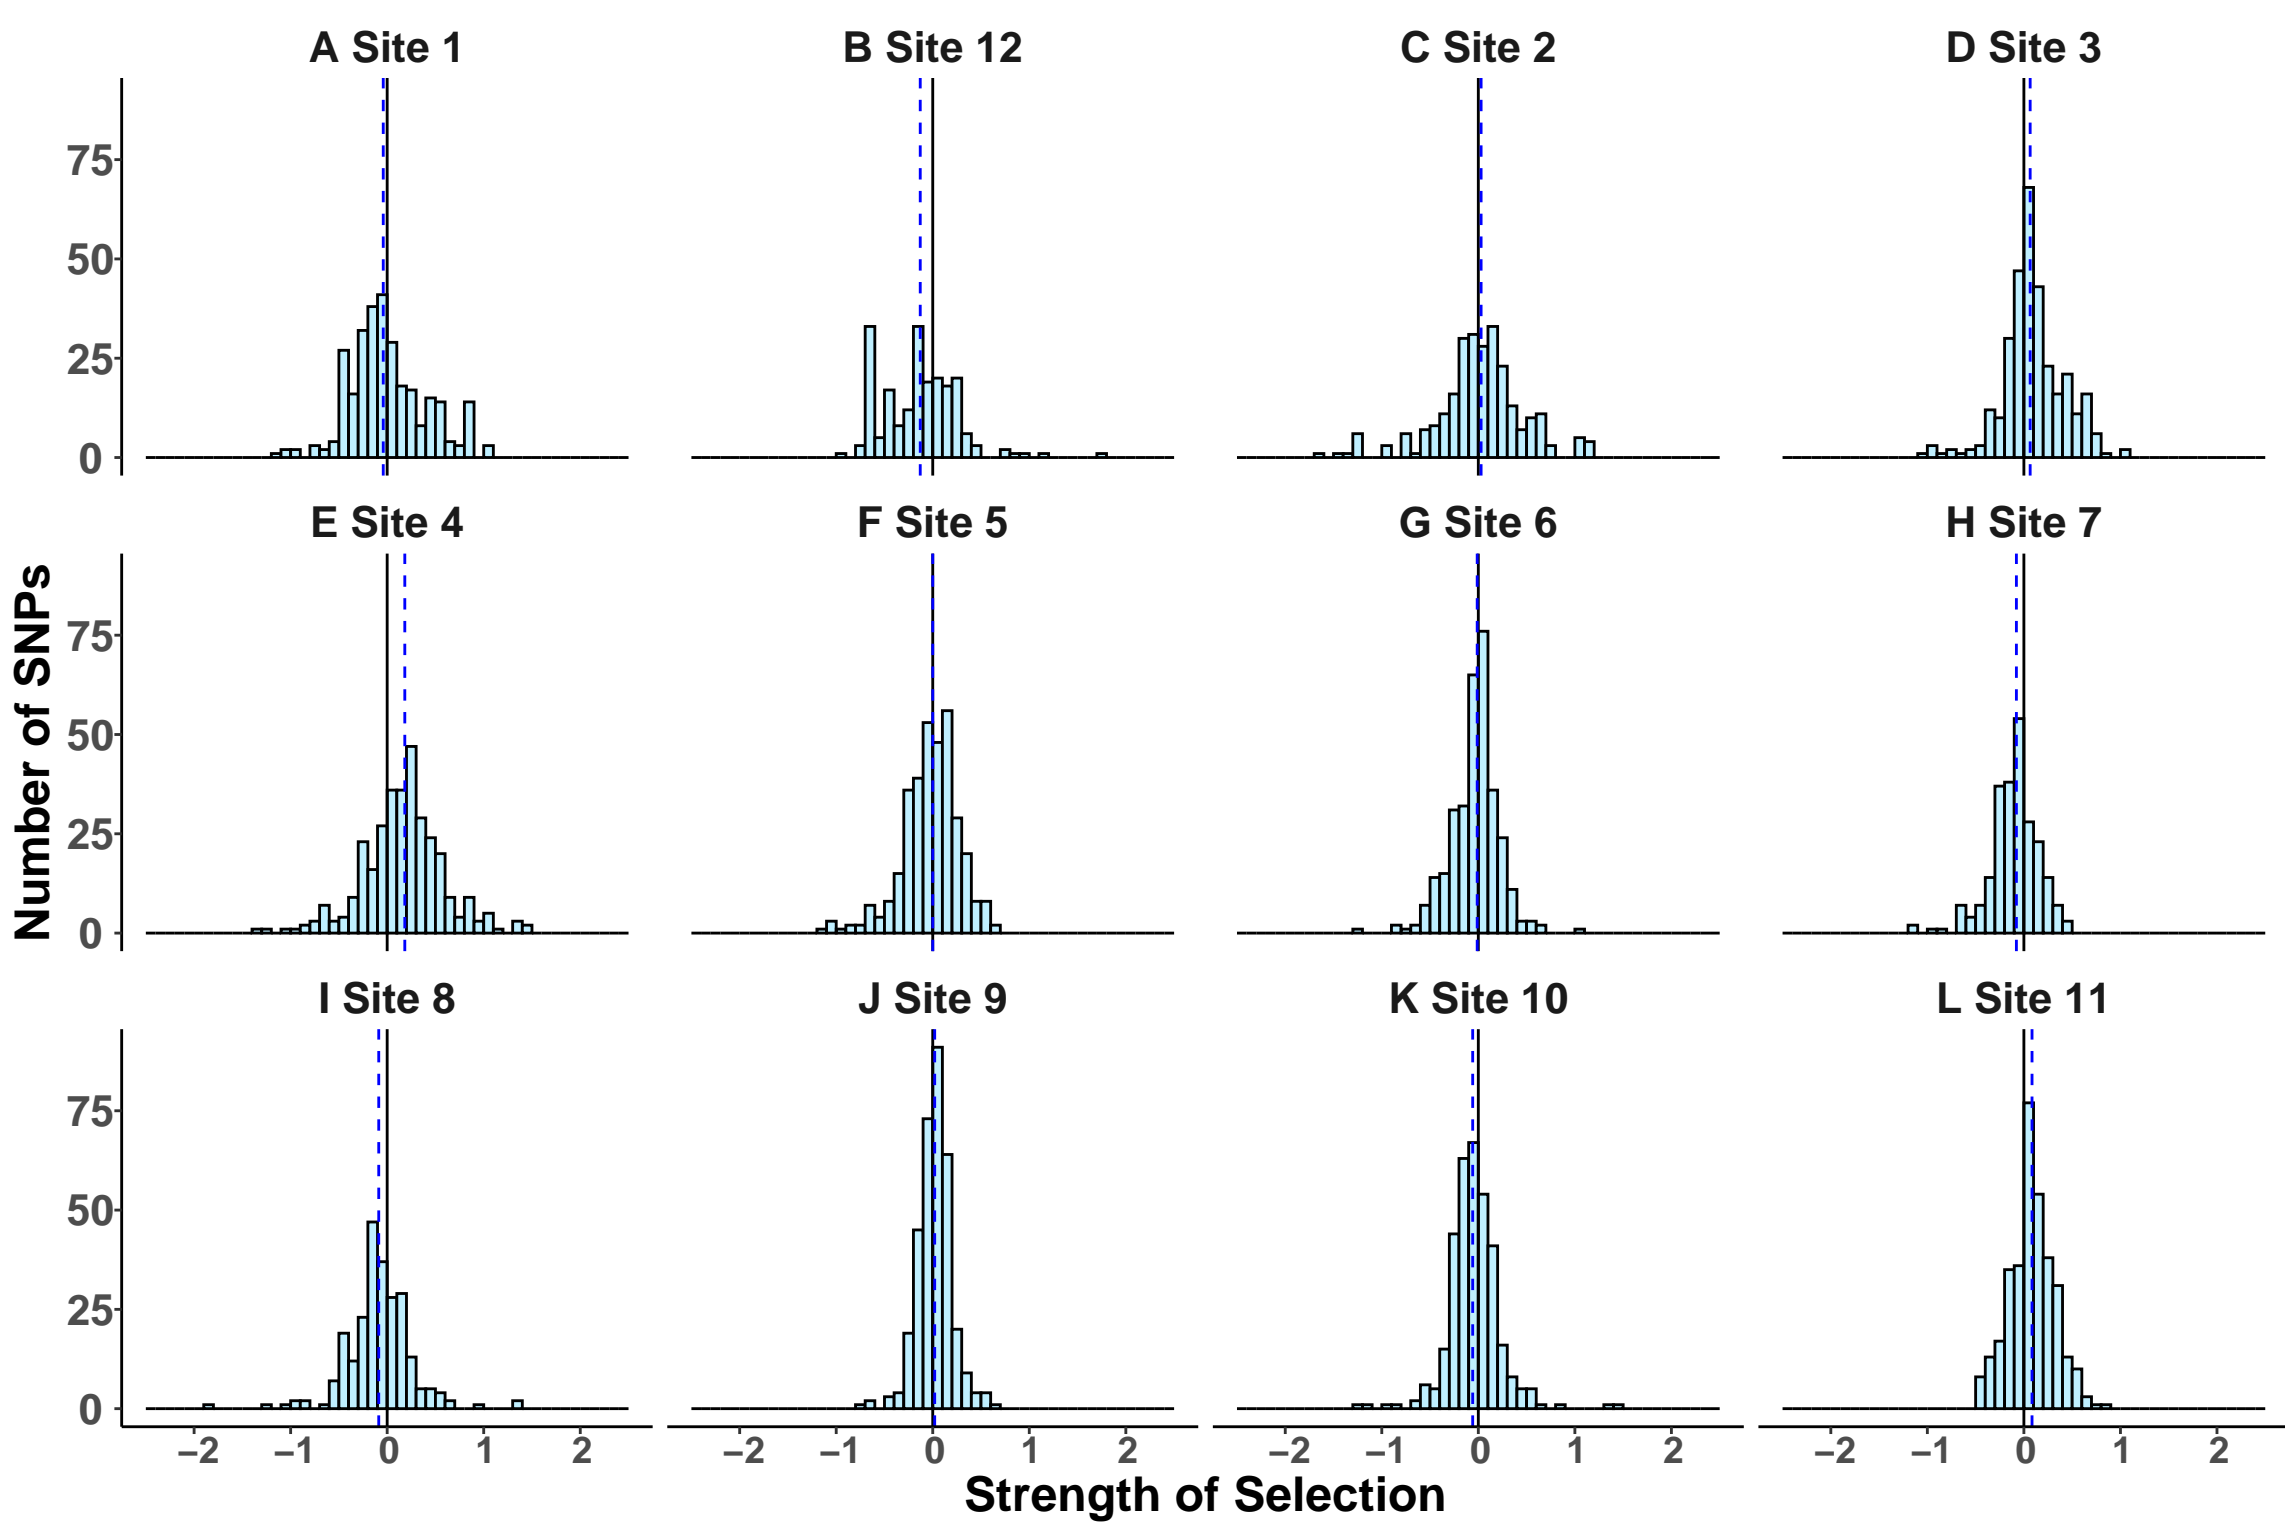 A Site 1
B Site 12
C Site 2
D Site 3
75
50
25
0
E Site 4
F Site 5
G Site 6
H Site 7
Number of SNPs
75
50
25
0
I Site 8
J Site 9
K Site 10
L Site 11
75
50
25
0
−2 −1 0 1 2
−2 −1 0 1 2
−2 −1 0 1 2
−2 −1 0 1 2
Strength of Selection